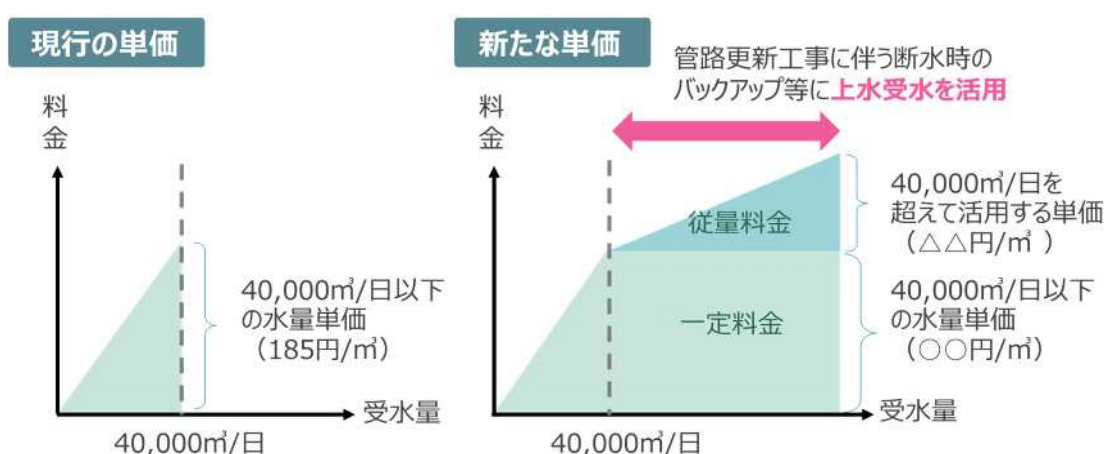 現行の単価
料
金
40,000㎥/日以下
の水量単価
（185円/㎥）
受水量
40,000㎥/日
新たな単価
管路更新工事に伴う断水時の
バックアップ等に上水受水を活用
料
金
従量料金
一定料金
40,000㎥/日を
超えて活用する単価
（△△円/㎥ ）
40,000㎥/日以下
の水量単価
（○○円/㎥）
受水量
40,000㎥/日